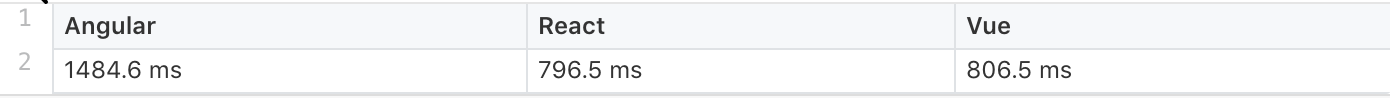 1 Angular React Vue
2 1484.6 ms 796.5 ms 806.5 ms